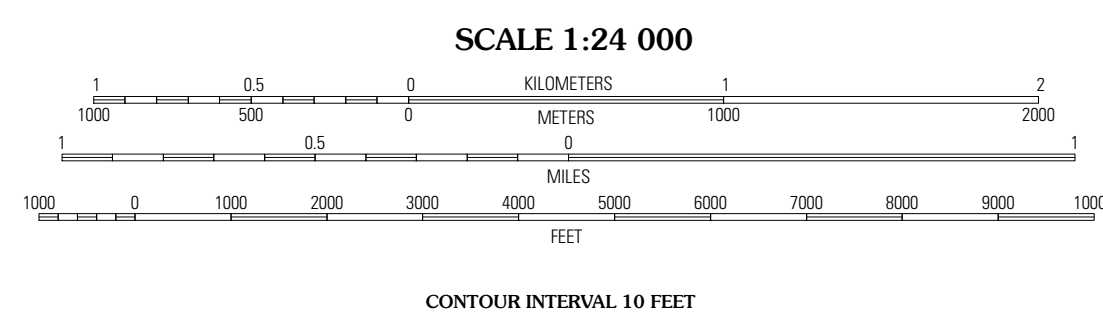 SCALE 1:24 000
1 0.5 0 KILOMETERS 1 2
1000 500 0 METERS 1000 2000
1 0.5 0 1
MILES
1000 0 1000 2000 3000 4000 5000 6000 7000 8000 9000 1000
FEET
CONTOUR INTERVAL 10 FEET